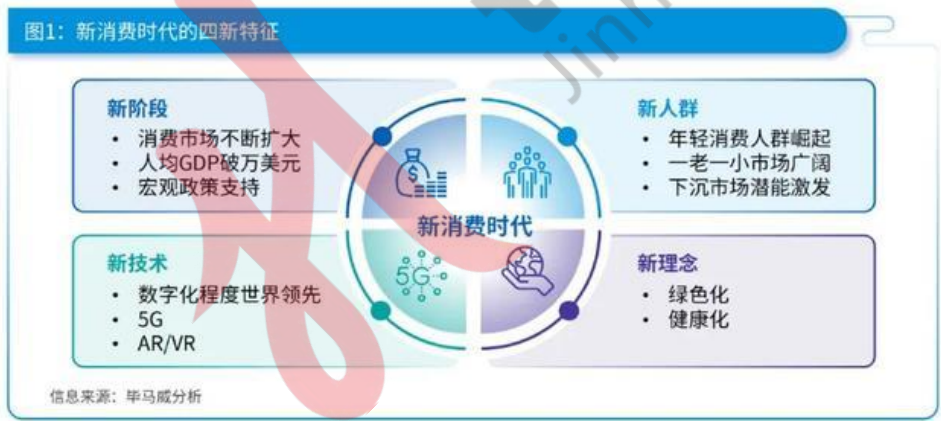 图1：新消费时代的四新特征
新阶段
• 消费市场不断扩大
• 人均GDP破万美元
• 宏观政策支持
新人群
• 年轻消费人群崛起
• 一老一小市场广阔
• 下沉市场潜能激发
新消费时代
5G
新技术
• 数字化程度世界领先
• 5G
• AR/VR
新理念
• 绿色化
• 健康化
信息来源：毕马威分析